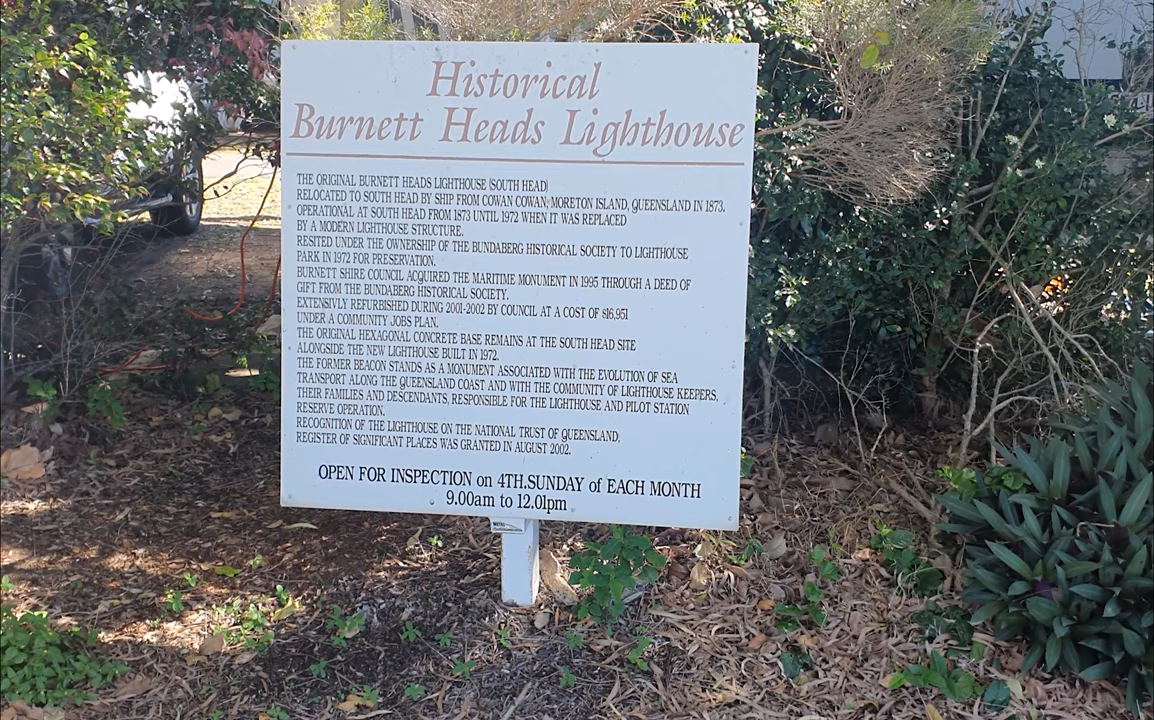 Historical
Burnett Heads Lighthouse
THE ORIGINAL BURNETT HEADS LIGHTHOUSE (SOUTH HEAD)
RELOCATED TO SOUTH HEAD BY SHIP FROM COWAN COWAN, MORETON ISLAND, QUEENSLAND IN 1873.
OPERATIONAL AT SOUTH HEAD FROM 1873 UNTIL 1972 WHEN IT WAS REPLACED
BY A MODERN LIGHTHOUSE STRUCTURE.
RESITED UNDER THE OWNERSHIP OF THE BUNDABERG HISTORICAL SOCIETY TO LIGHTHOUSE
PARK IN 1972 FOR PRESERVATION.
BURNETT SHIRE COUNCIL ACQUIRED THE MARITIME MONUMENT IN 1995 THROUGH A DEED OF
GIFT FROM THE BUNDABERG HISTORICAL SOCIETY.
EXTENSIVLY REFURBISHED DURING 2001-2002 BY COUNCIL AT A COST OF $16,951
UNDER A COMMUNITY JOBS PLAN.
THE ORIGINAL HEXAGONAL CONCRETE BASE REMAINS AT THE SOUTH HEAD SITE
ALONGSIDE THE NEW LIGHTHOUSE BUILT IN 1972.
THE FORMER BEACON STANDS AS A MONUMENT ASSOCIATED WITH THE EVOLUTION OF SEA
TRANSPORT ALONG THE QUEENSLAND COAST AND WITH THE COMMUNITY OF LIGHTHOUSE KEEPERS,
THEIR FAMILIES AND DESCENDANTS, RESPONSIBLE FOR THE LIGHTHOUSE AND PILOT STATION
RESERVE OPERATION.
RECOGNITION OF THE LIGHTHOUSE ON THE NATIONAL TRUST OF QUEENSLAND,
REGISTER OF SIGNIFICANT PLACES WAS GRANTED IN AUGUST 2002.
OPEN FOR INSPECTION on 4TH.SUNDAY of EACH MONTH
9.00am to 12.01pm